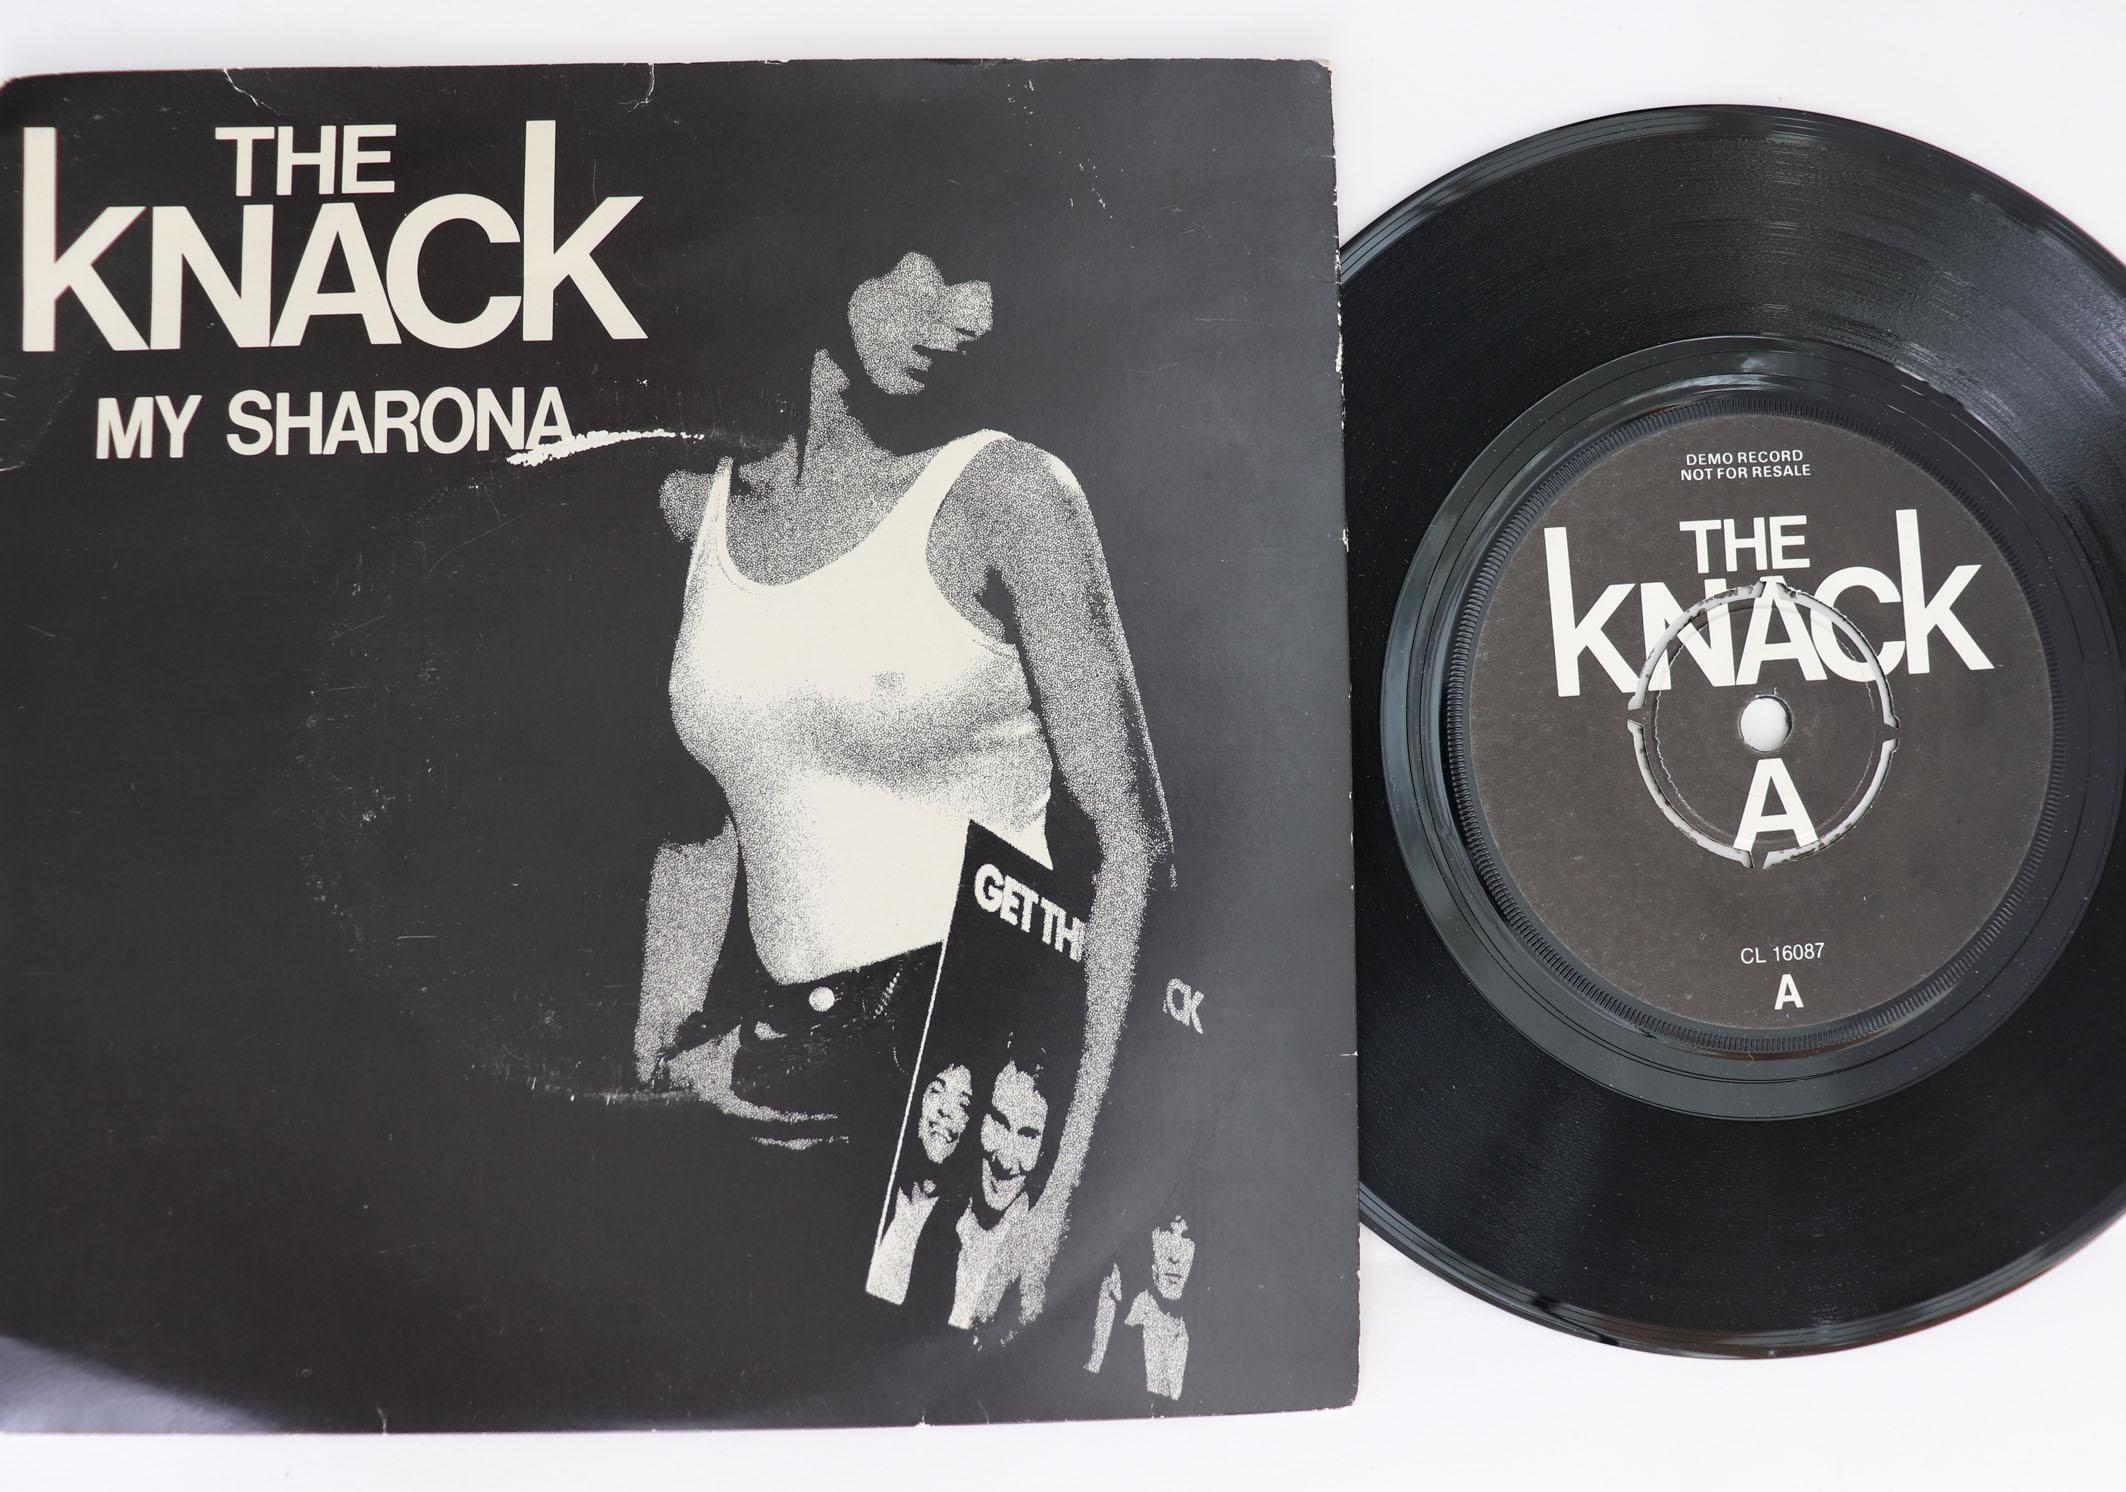 THE
KNACK
MY SHARONA
GET TH
CK
DEMO RECORD
NOT FOR RESALE
THE
KNACK
A
CL 16087
A